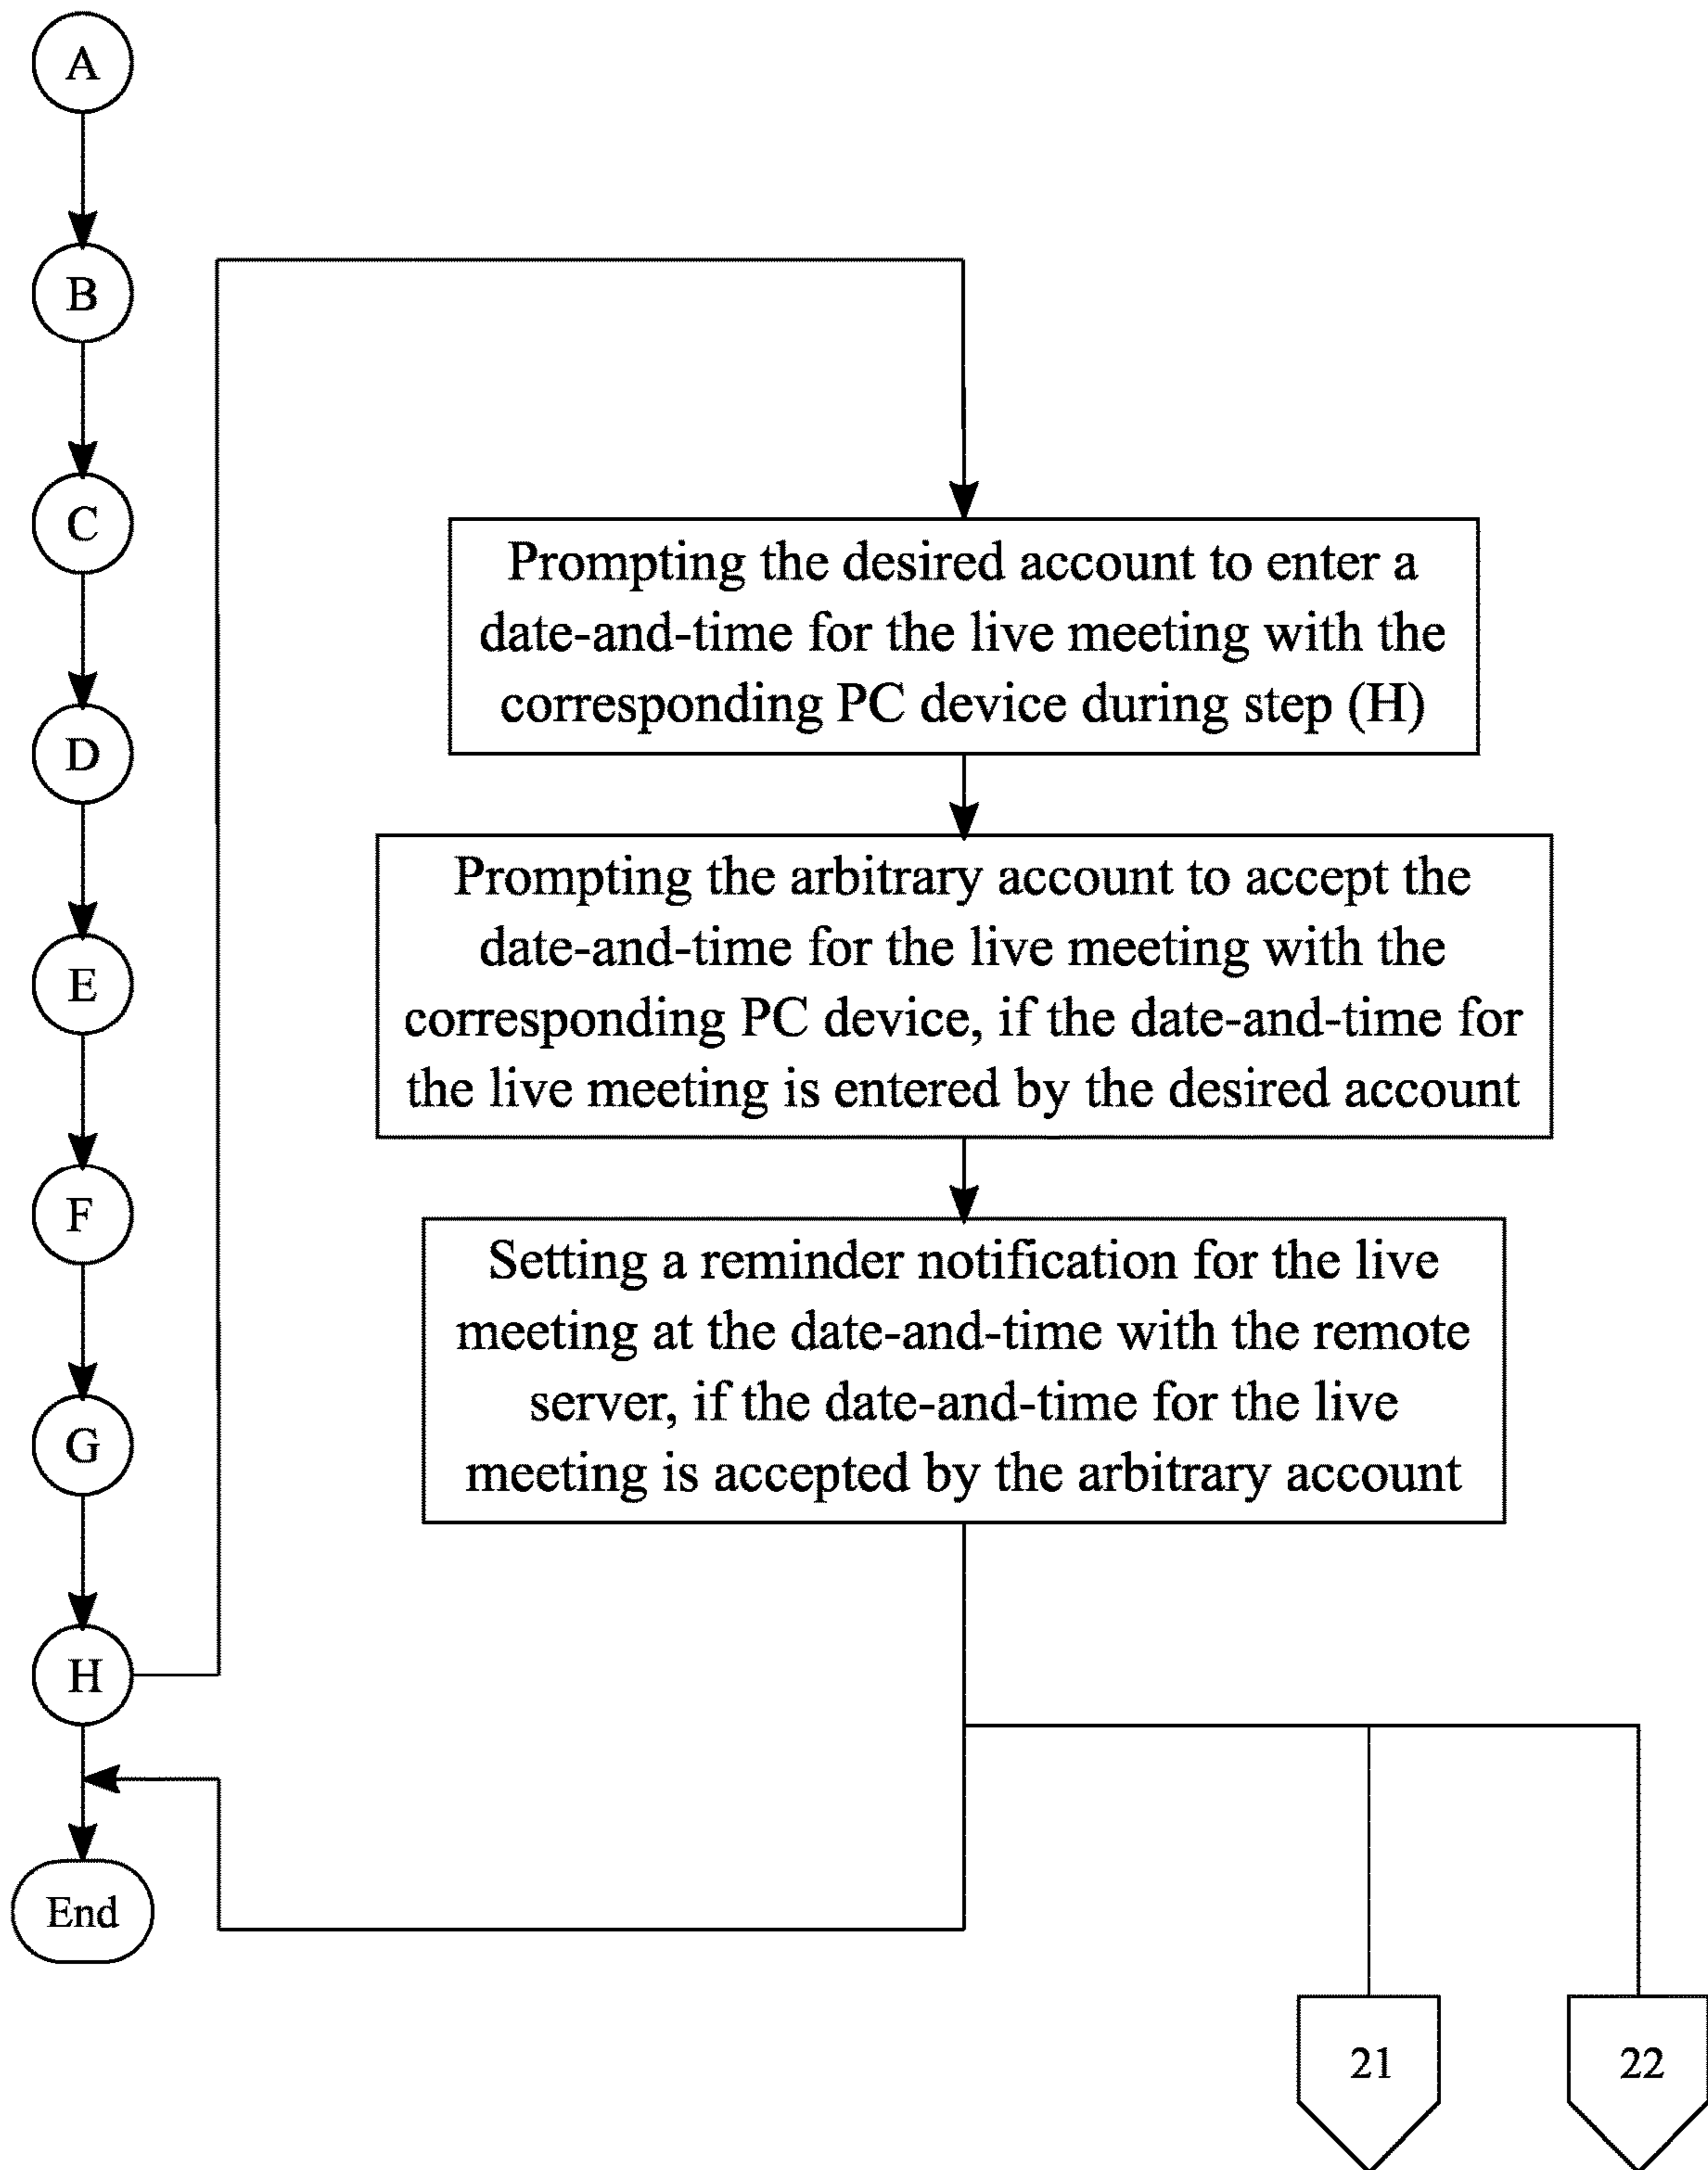 A
B
C
D
E
F
G
H
End
Prompting the desired account to enter a
date-and-time for the live meeting with the
corresponding PC device during step (H)
Prompting the arbitrary account to accept the
date-and-time for the live meeting with the
corresponding PC device, if the date-and-time for
the live meeting is entered by the desired account
Setting a reminder notification for the live
meeting at the date-and-time with the remote
server, if the date-and-time for the live
meeting is accepted by the arbitrary account
21
22